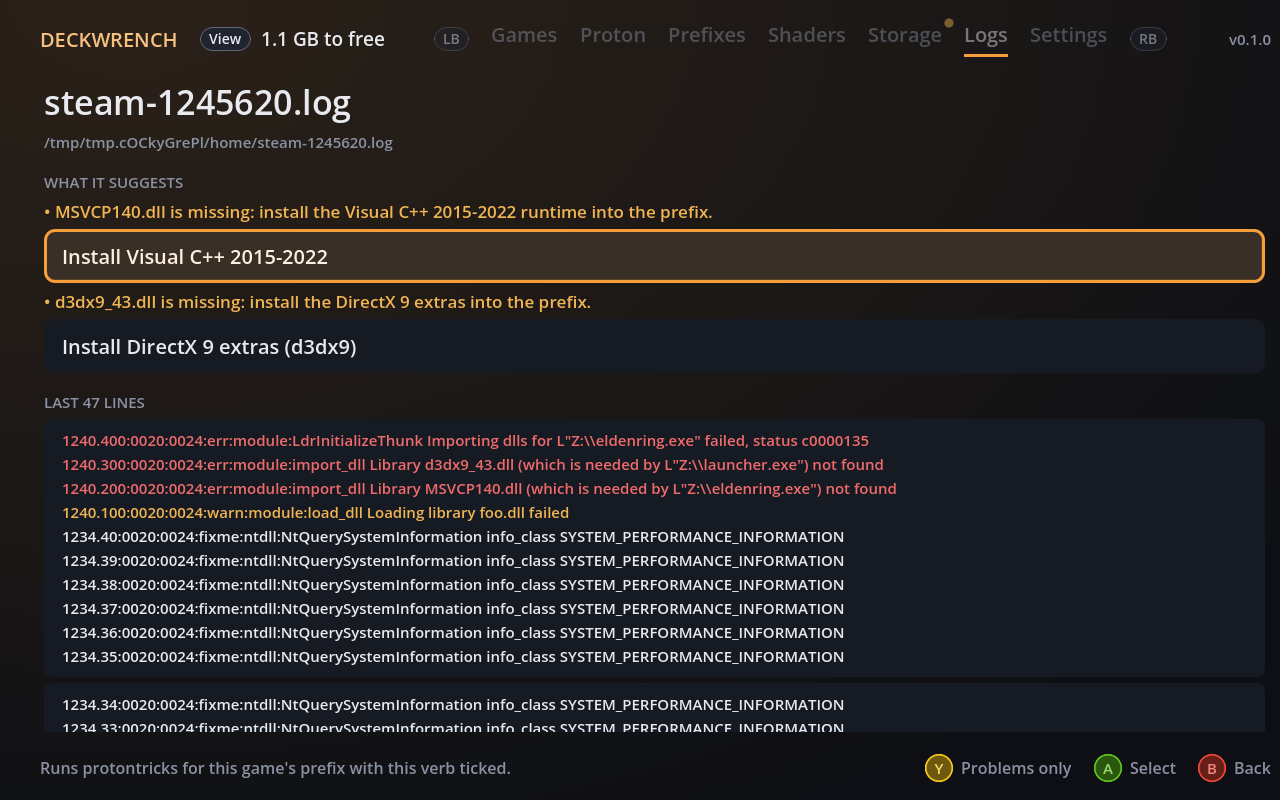 DECKWRENCH View 1.1 GB to free LB Games Proton Prefixes Shaders Storage Logs Settings RB v0.1.0
steam-1245620.log
/tmp/tmp.cOCkyGrePl/home/steam-1245620.log
WHAT IT SUGGESTS
• MSVCP140.dll is missing: install the Visual C++ 2015-2022 runtime into the prefix.
Install Visual C++ 2015-2022
• d3dx9_43.dll is missing: install the DirectX 9 extras into the prefix.
Install DirectX 9 extras (d3dx9)
LAST 47 LINES
1240.400:0020:0024:err:module:LdrInitializeThunk Importing dlls for L"Z:\\eldenring.exe" failed, status c0000135
1240.300:0020:0024:err:module:import_dll Library d3dx9_43.dll (which is needed by L"Z:\\launcher.exe") not found
1240.200:0020:0024:err:module:import_dll Library MSVCP140.dll (which is needed by L"Z:\\eldenring.exe") not found
1240.100:0020:0024:warn:module:load_dll Loading library foo.dll failed
1234.40:0020:0024:fixme:ntdll:NtQuerySystemInformation info_class SYSTEM_PERFORMANCE_INFORMATION
1234.39:0020:0024:fixme:ntdll:NtQuerySystemInformation info_class SYSTEM_PERFORMANCE_INFORMATION
1234.38:0020:0024:fixme:ntdll:NtQuerySystemInformation info_class SYSTEM_PERFORMANCE_INFORMATION
1234.37:0020:0024:fixme:ntdll:NtQuerySystemInformation info_class SYSTEM_PERFORMANCE_INFORMATION
1234.36:0020:0024:fixme:ntdll:NtQuerySystemInformation info_class SYSTEM_PERFORMANCE_INFORMATION
1234.35:0020:0024:fixme:ntdll:NtQuerySystemInformation info_class SYSTEM_PERFORMANCE_INFORMATION
1234.34:0020:0024:fixme:ntdll:NtQuerySystemInformation info_class SYSTEM_PERFORMANCE_INFORMATION
1234.33:0020:0024:fixme:ntdll:NtQuerySystemInformation info_class SYSTEM_PERFORMANCE_INFORMATION
Runs protontricks for this game's prefix with this verb ticked. Y Problems only A Select B Back